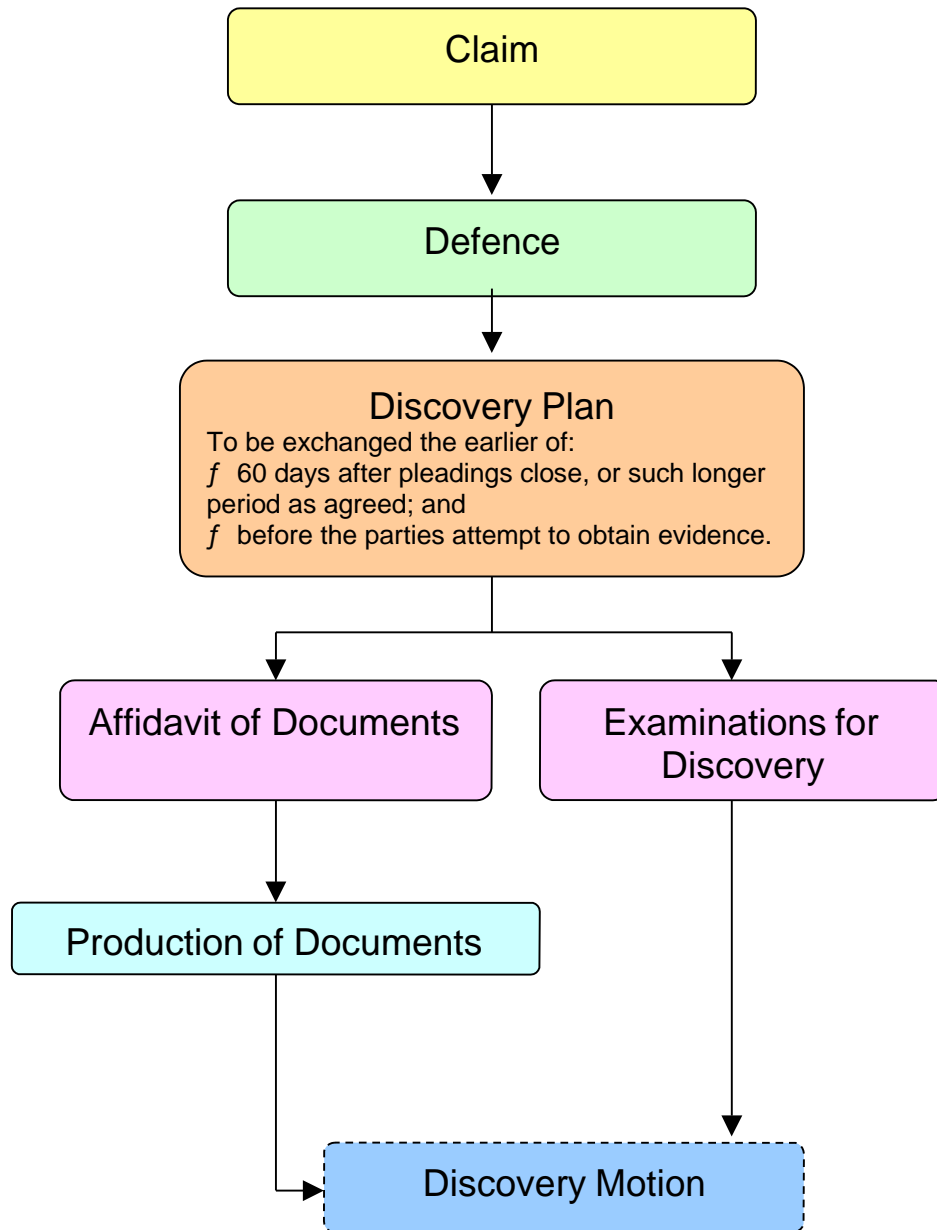 Claim
Defence
Discovery Plan
To be exchanged the earlier of:
ƒ 60 days after pleadings close, or such longer
period as agreed; and
ƒ before the parties attempt to obtain evidence.
Affidavit of Documents
Examinations for
Discovery
Production of Documents
Discovery Motion